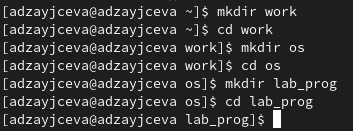 [adzayjceva@adzayjceva ~]$ mkdir work
[adzayjceva@adzayjceva ~]$ cd work
[adzayjceva@adzayjceva work]$ mkdir os
[adzayjceva@adzayjceva work]$ cd os
[adzayjceva@adzayjceva os]$ mkdir lab_prog
[adzayjceva@adzayjceva os]$ cd lab_prog
[adzayjceva@adzayjceva lab_prog]$